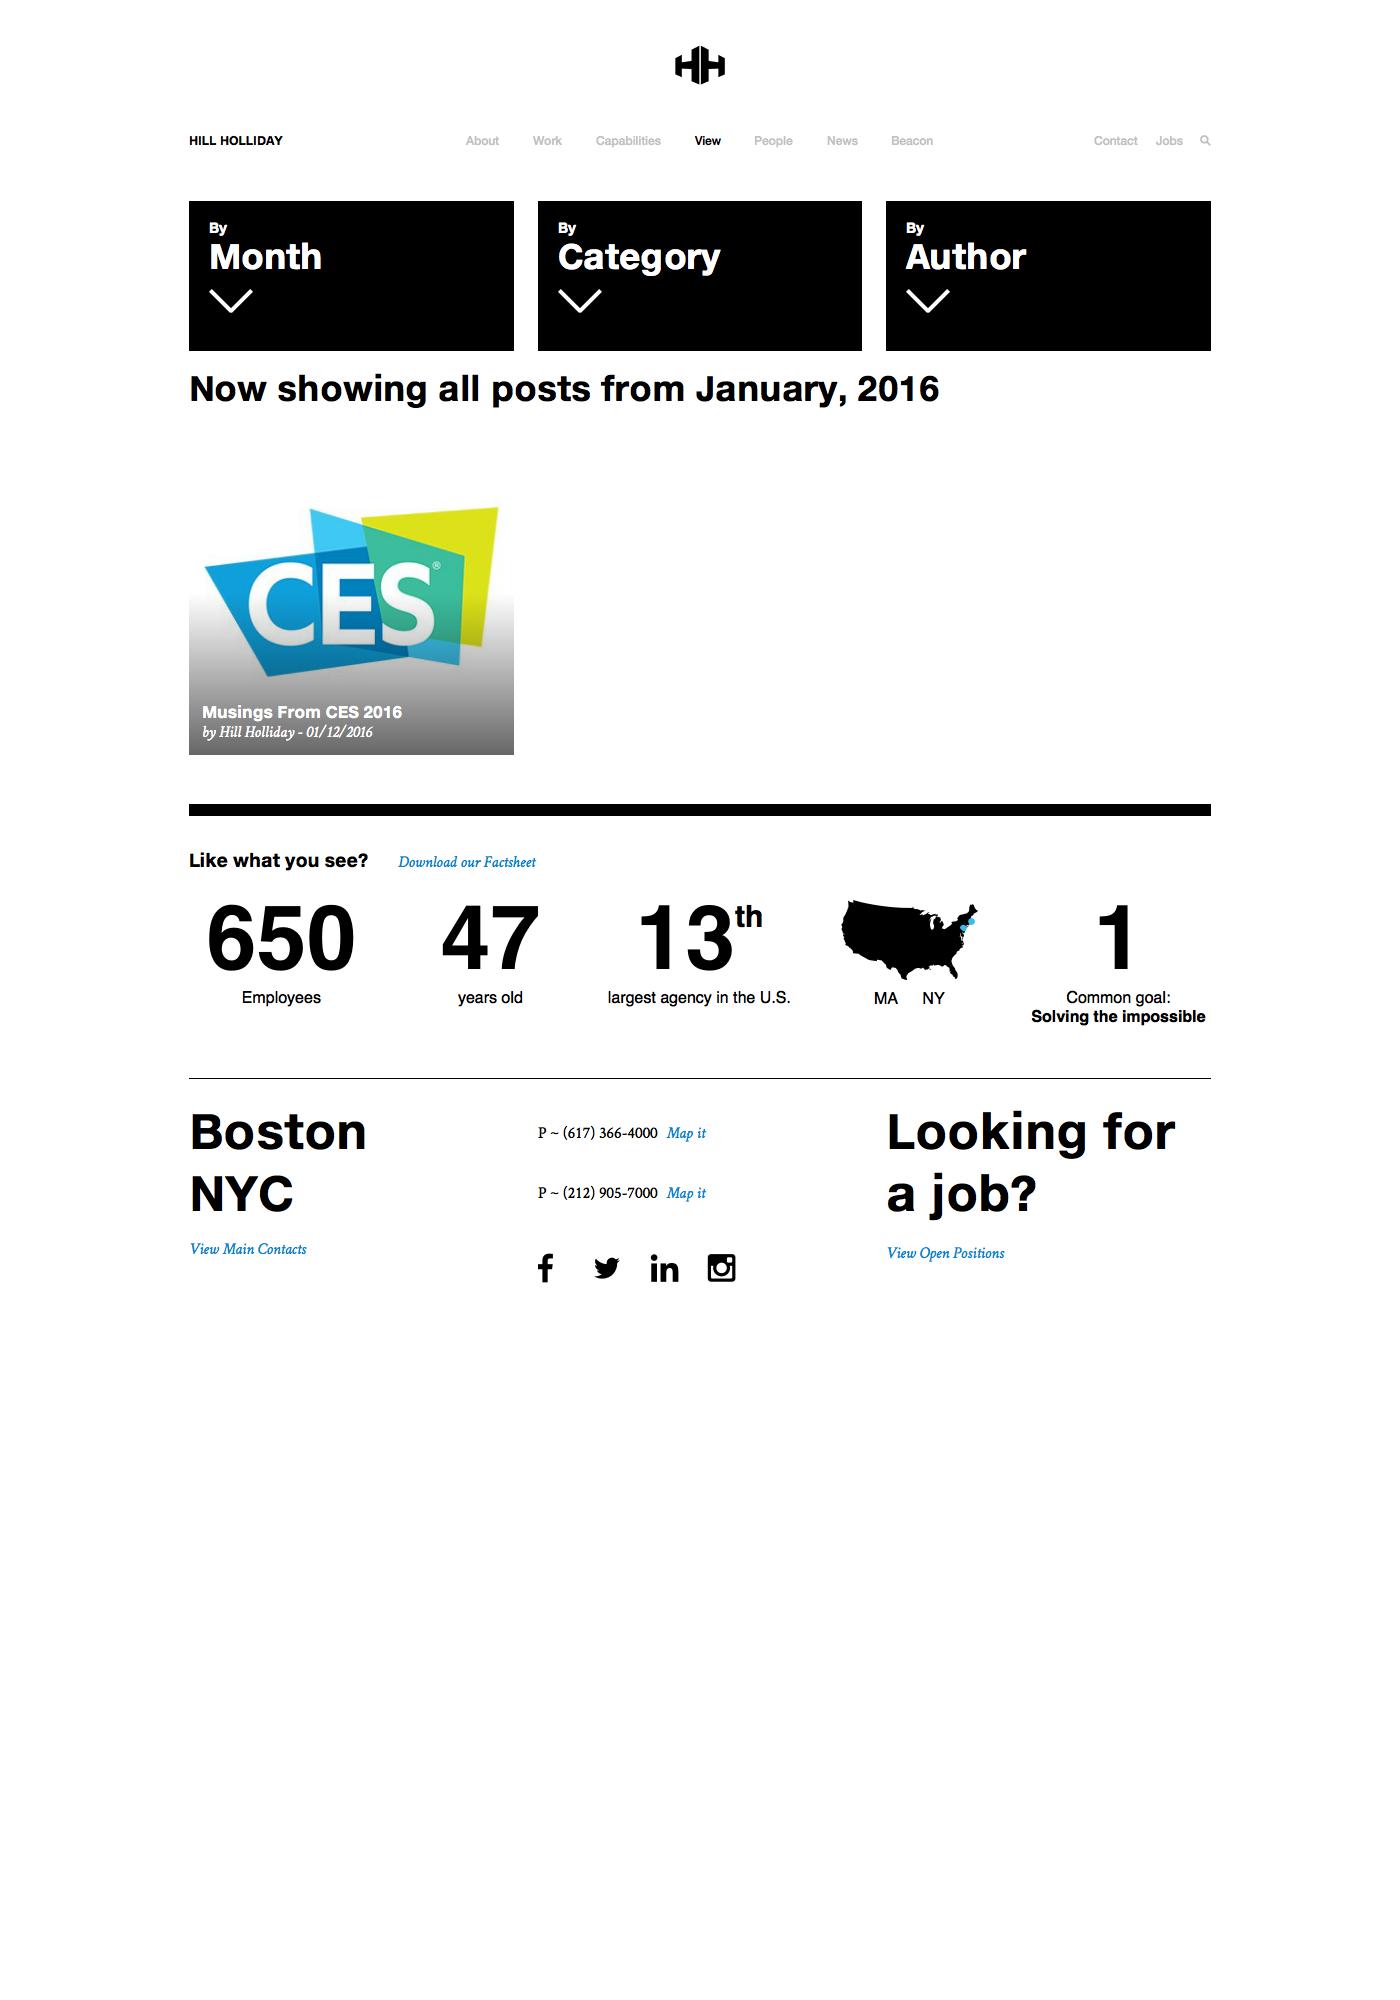 HH
HILL HOLLIDAY
About Work Capabilities View People News Beacon
Contact Jobs
By
Month
By
Category
By
Author
Now showing all posts from January, 2016
CES®
Musings From CES 2016
by Hill Holliday - 01/12/2016
Like what you see? Download our Factsheet
650
Employees
47
years old
13th
largest agency in the U.S.
MA NY
1
Common goal:
Solving the impossible
Boston
NYC
View Main Contacts
P ~ (617) 366-4000 Map it
P ~ (212) 905-7000 Map it
f in
Looking for
a job?
View Open Positions